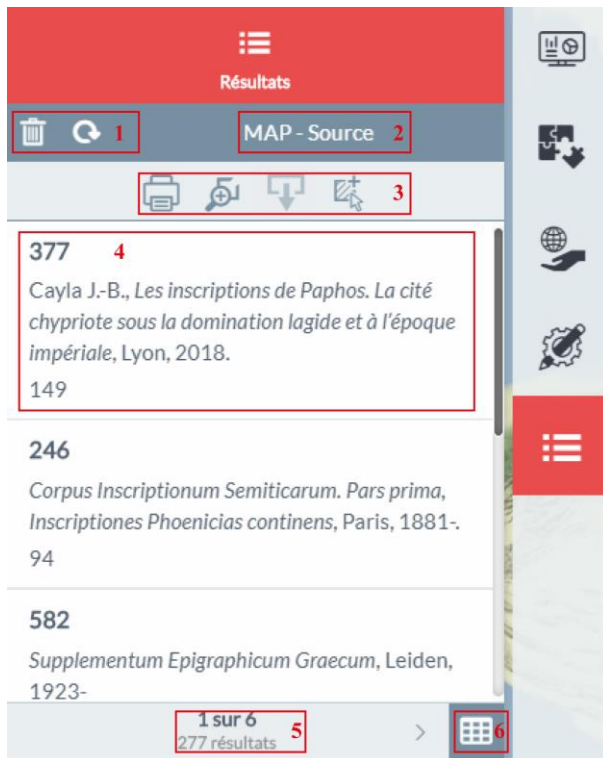 Résultats
1
MAP - Source 2
3
377 4
Cayla J.-B., Les inscriptions de Paphos. La cité
chypriote sous la domination lagide et à l'époque
impériale, Lyon, 2018.
149
246
Corpus Inscriptionum Semiticarum. Pars prima,
Inscriptiones Phoenicias continens, Paris, 1881-.
94
582
Supplementum Epigraphicum Graecum, Leiden,
1923-
1 sur 6
277 résultats 5
6